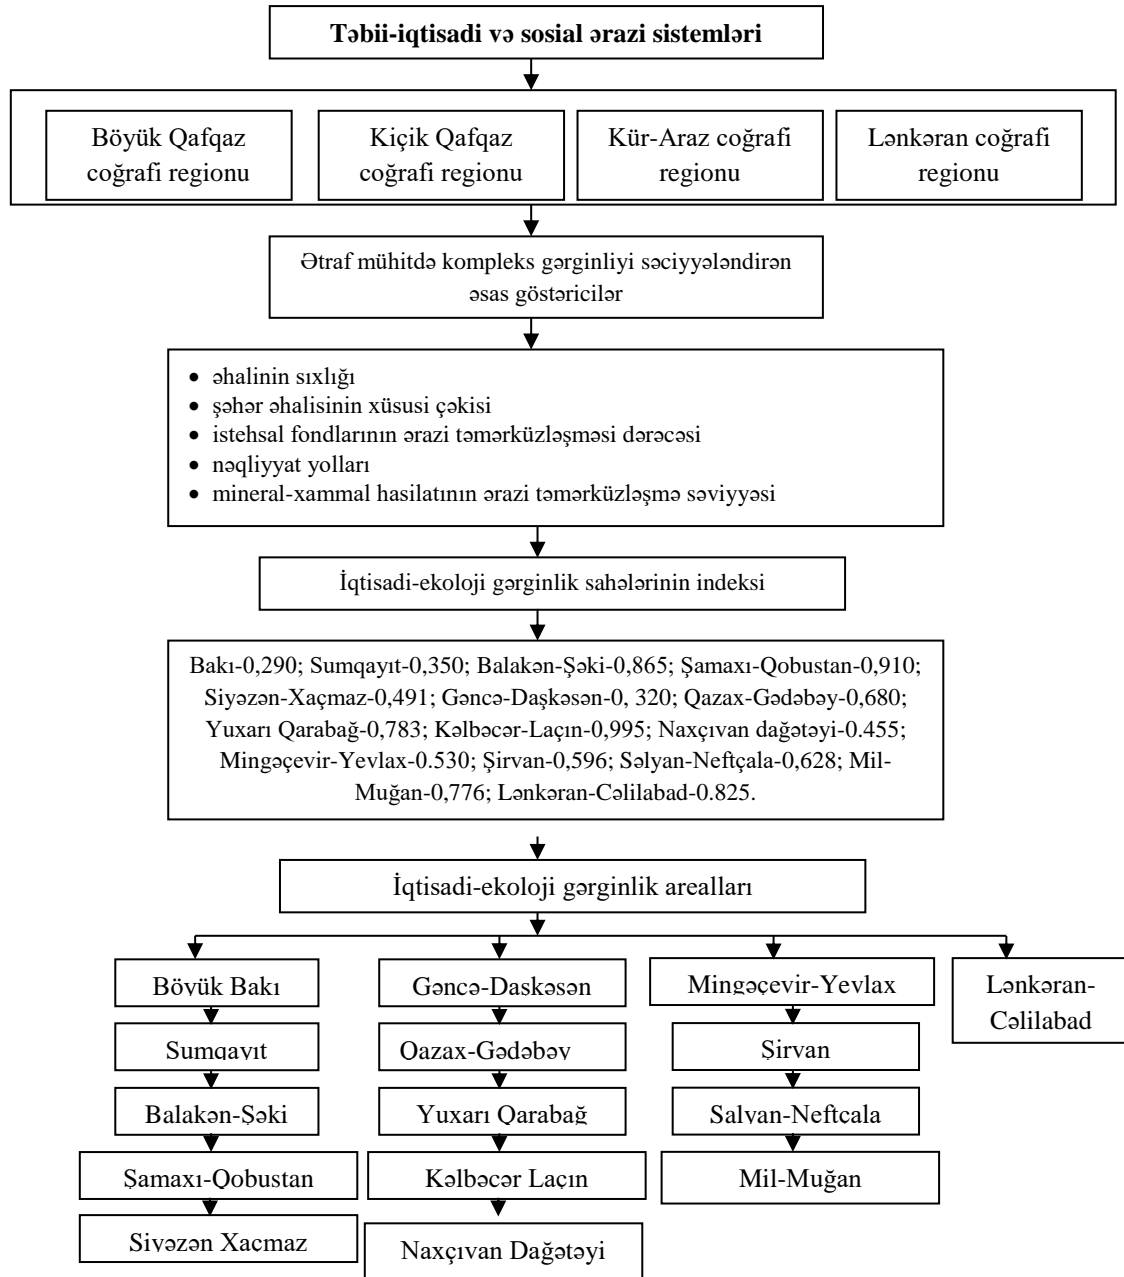 Təbii-iqtisadi və sosial ərazi sistemləri
Böyük Qafqaz
coğrafi regionu
Kiçik Qafqaz
coğrafi regionu
Kür-Araz coğrafi
regionu
Lənkəran coğrafi
regionu
Ətraf mühitdə kompleks gərginliyi səciyyələndirən
əsas göstəricilər
• əhalinin sıxlığı
• şəhər əhalisinin xüsusi çəkisi
• istehsal fondlarının ərazi təmərküzləşməsi dərəcəsi
• nəqliyyat yolları
• mineral-xammal hasilatının ərazi təmərküzləşmə səviyyəsi
İqtisadi-ekoloji gərginlik sahələrinin indeksi
Bakı-0,290; Sumqayıt-0,350; Balakən-Şəki-0,865; Şamaxı-Qobustan-0,910;
Siyəzən-Xaçmaz-0,491; Gəncə-Daşkəsən-0, 320; Qazax-Gədəbəy-0,680;
Yuxarı Qarabağ-0,783; Kəlbəcər-Laçın-0,995; Naxçıvan dağətəyi-0.455;
Mingəçevir-Yevlax-0.530; Şirvan-0,596; Səlyan-Neftçala-0,628; Mil-
Muğan-0,776; Lənkəran-Cəlilabad-0.825.
İqtisadi-ekoloji gərginlik arealları
Böyük Bakı
Sumqayıt
Balakən-Şəki
Şamaxı-Qobustan
Siyəzən Xaçmaz
Gəncə-Daşkəsən
Qazax-Gədəbəy
Yuxarı Qarabağ
Kəlbəcər Laçın
Naxçıvan Dağətəyi
Mingəçevir-Yevlax
Şirvan
Salyan-Neftçala
Mil-Muğan
Lənkəran-
Cəlilabad